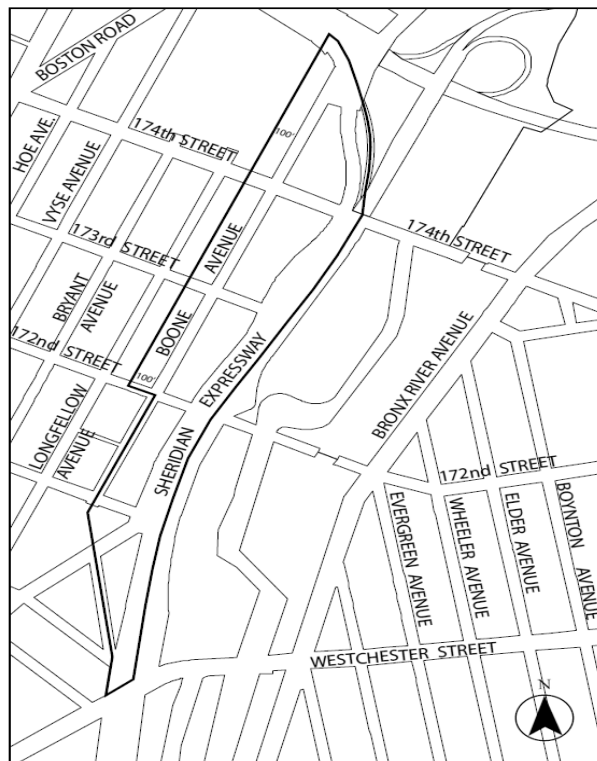 BOSTON ROAD
100'
174th STREET
HOE AVE.
VYSE AVENUE
173rd STREET
AVENUE
174th STREET
BRYANT
AVENUE
172nd STREET
BOONE
EXPRESSWAY
100'
BRONX RIVER AVENUE
LONGFELLOW
AVENUE
SHERIDIAN
172nd STREET
EVERGREEN AVENUE
WHEELER AVENUE
ELDER AVENUE
BOYNTON AVENUE
WESTCHESTER STREET
N